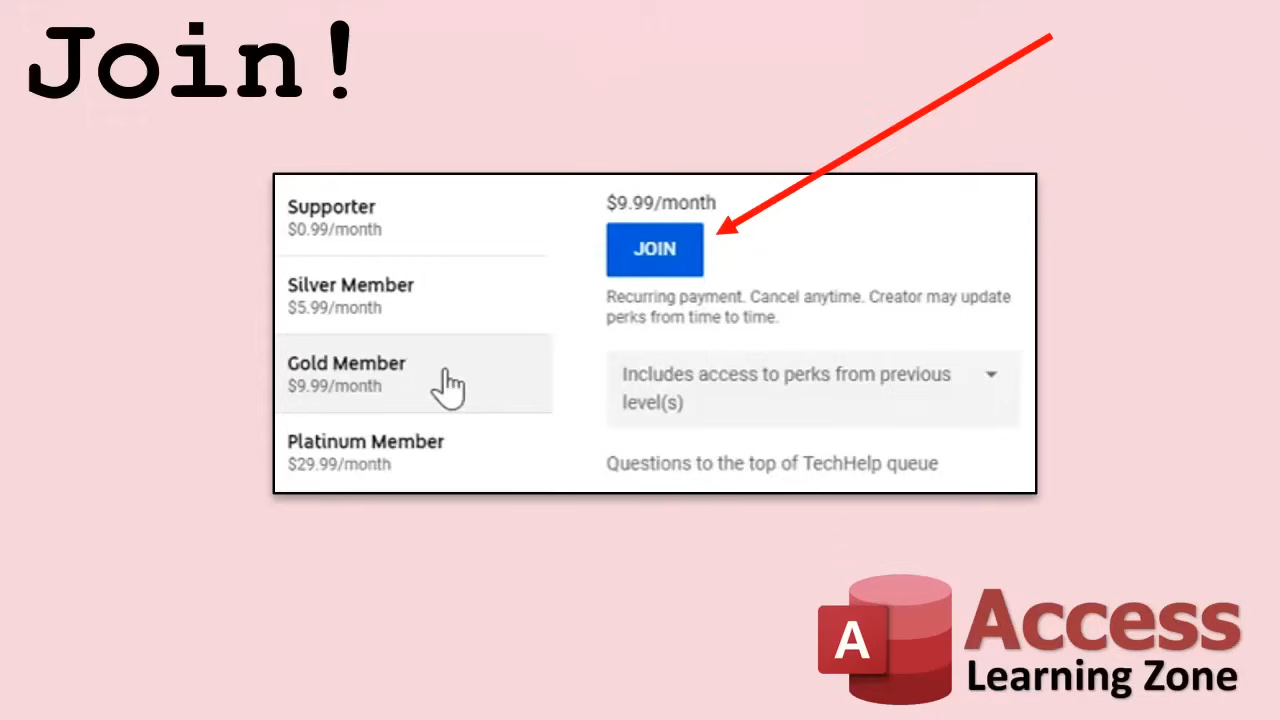 Join!
Supporter
$0.99/month
Silver Member
$5.99/month
Gold Member
$9.99/month
Platinum Member
$29.99/month
$9.99/month
JOIN
Recurring payment. Cancel anytime. Creator may update
perks from time to time.
Includes access to perks from previous
level(s)
Questions to the top of TechHelp queue
A
Access
Learning Zone